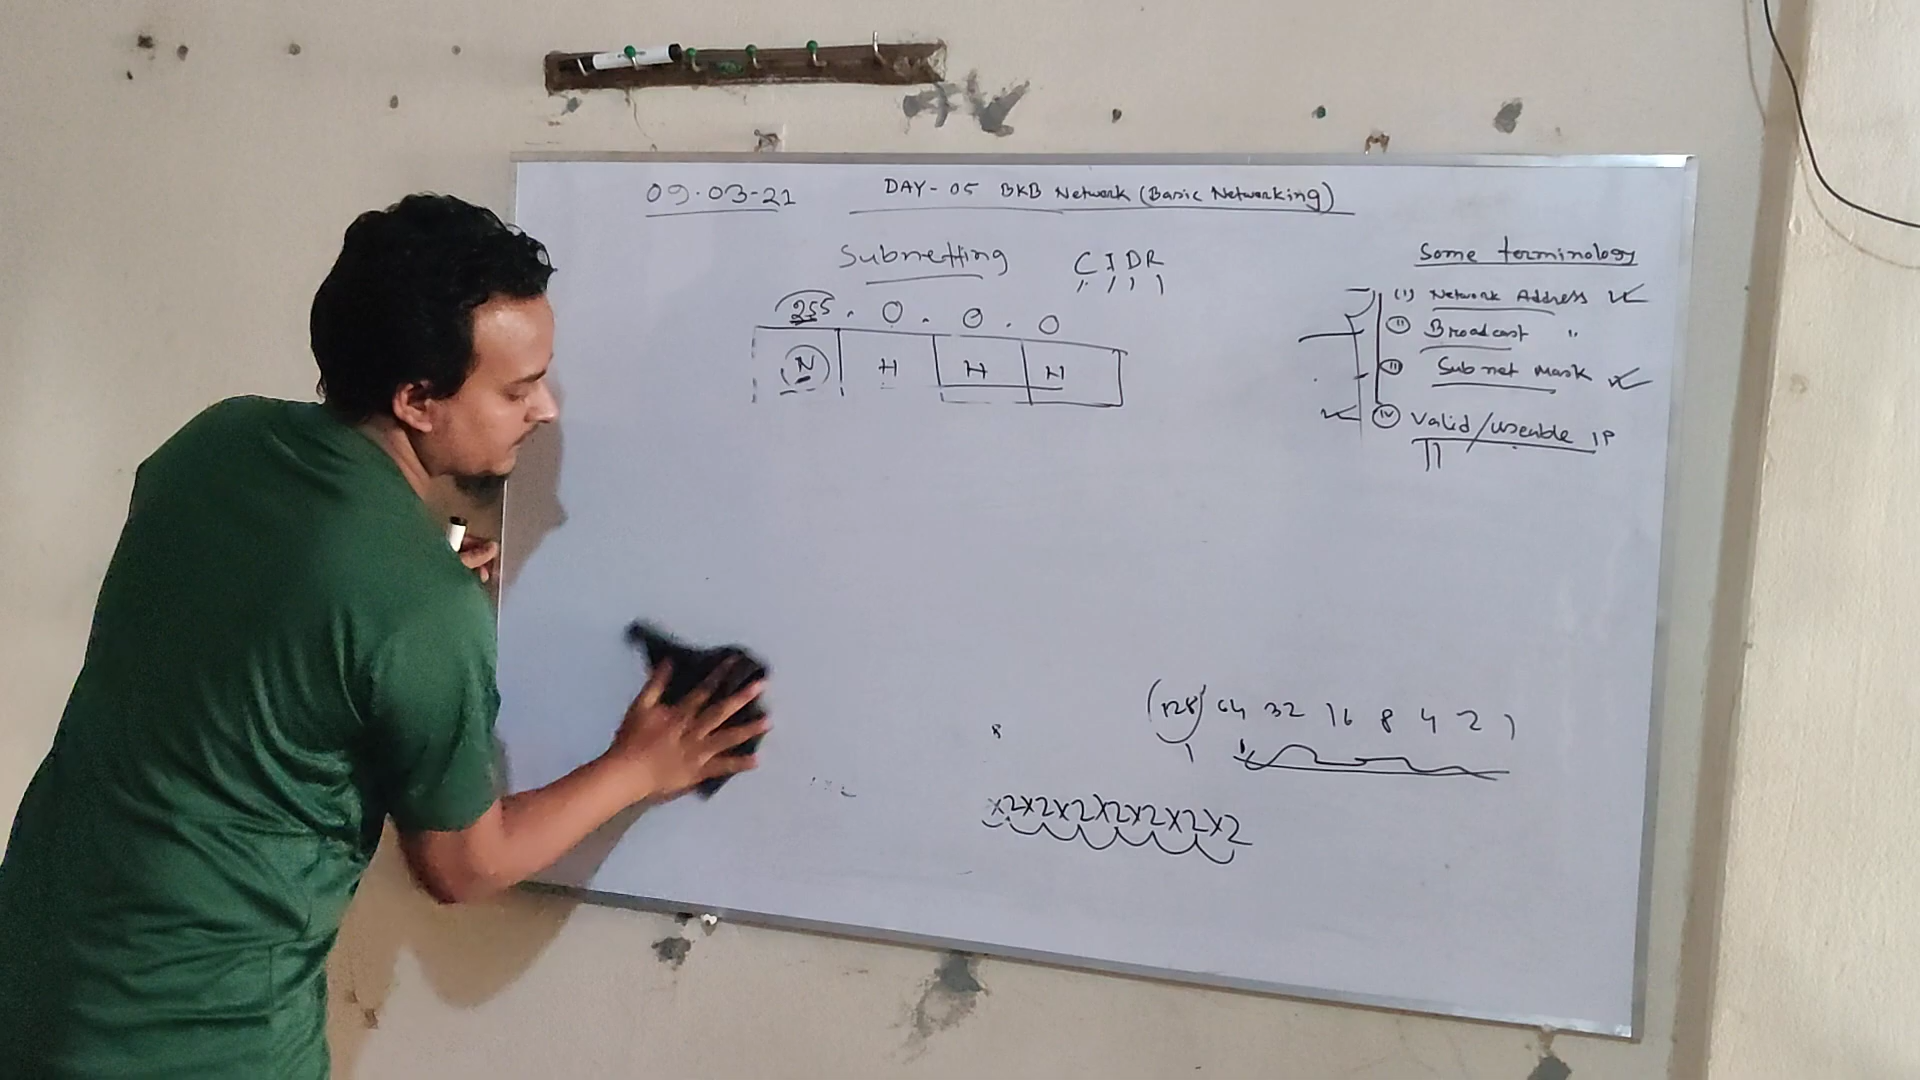 09.03-21
DAY-05 BKB Network (Basic Networking)
Subnetting CIDR
255.0.0.0
N H H H
Some terminology
(i) Network Address
(ii) Broadcast "
(iii) Subnet Mask
(iv) Valid/useable IP
128 64 32 16 8 4 2 1
1
8
x2x2x2x2x2x2x2